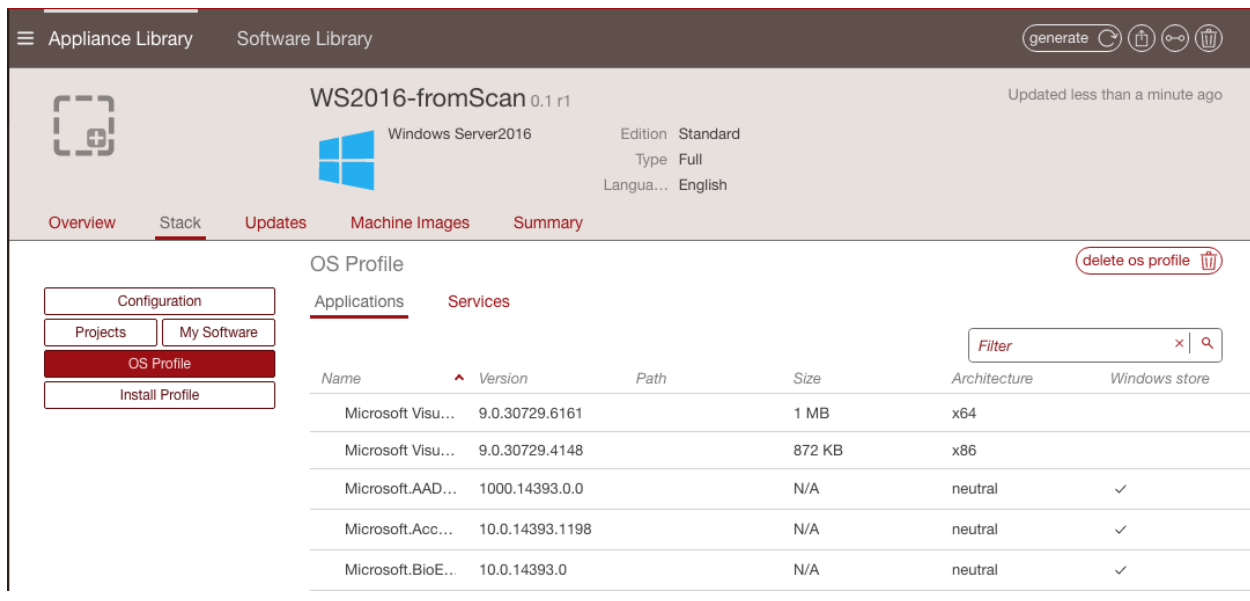 Appliance Library Software Library generate
WS2016-fromScan 0.1 r1 Updated less than a minute ago
Windows Server2016 Edition Standard
Type Full
Langua... English
Overview Stack Updates Machine Images Summary
OS Profile delete os profile
Configuration
Projects My Software
OS Profile
Install Profile
Applications Services
Filter
Name Version Path Size Architecture Windows store
Microsoft Visu... 9.0.30729.6161 1 MB x64
Microsoft Visu... 9.0.30729.4148 872 KB x86
Microsoft.AAD... 1000.14393.0.0 N/A neutral
Microsoft.Acc... 10.0.14393.1198 N/A neutral
Microsoft.BioE... 10.0.14393.0 N/A neutral